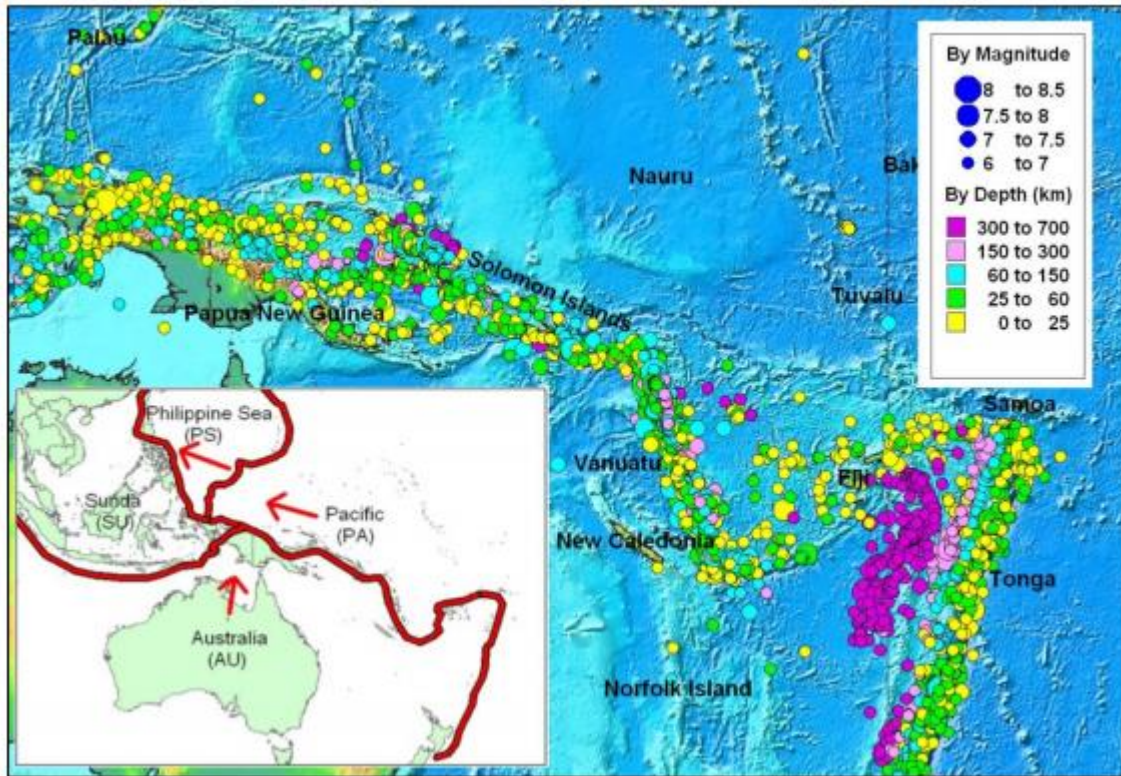 Palau
By Magnitude
8 to 8.5
7.5 to 8
7 to 7.5
6 to 7
Nauru
Bak
By Depth (km)
300 to 700
150 to 300
60 to 150
25 to 60
0 to 25
Solomon Islands
Tuvalu
Papua New Guinea
Samoa
Philippine Sea
(PS)
Vanuatu
Fiji
Sunda
(SU)
Pacific
(PA)
New Caledonia
Tonga
Australia
(AU)
Norfolk Island